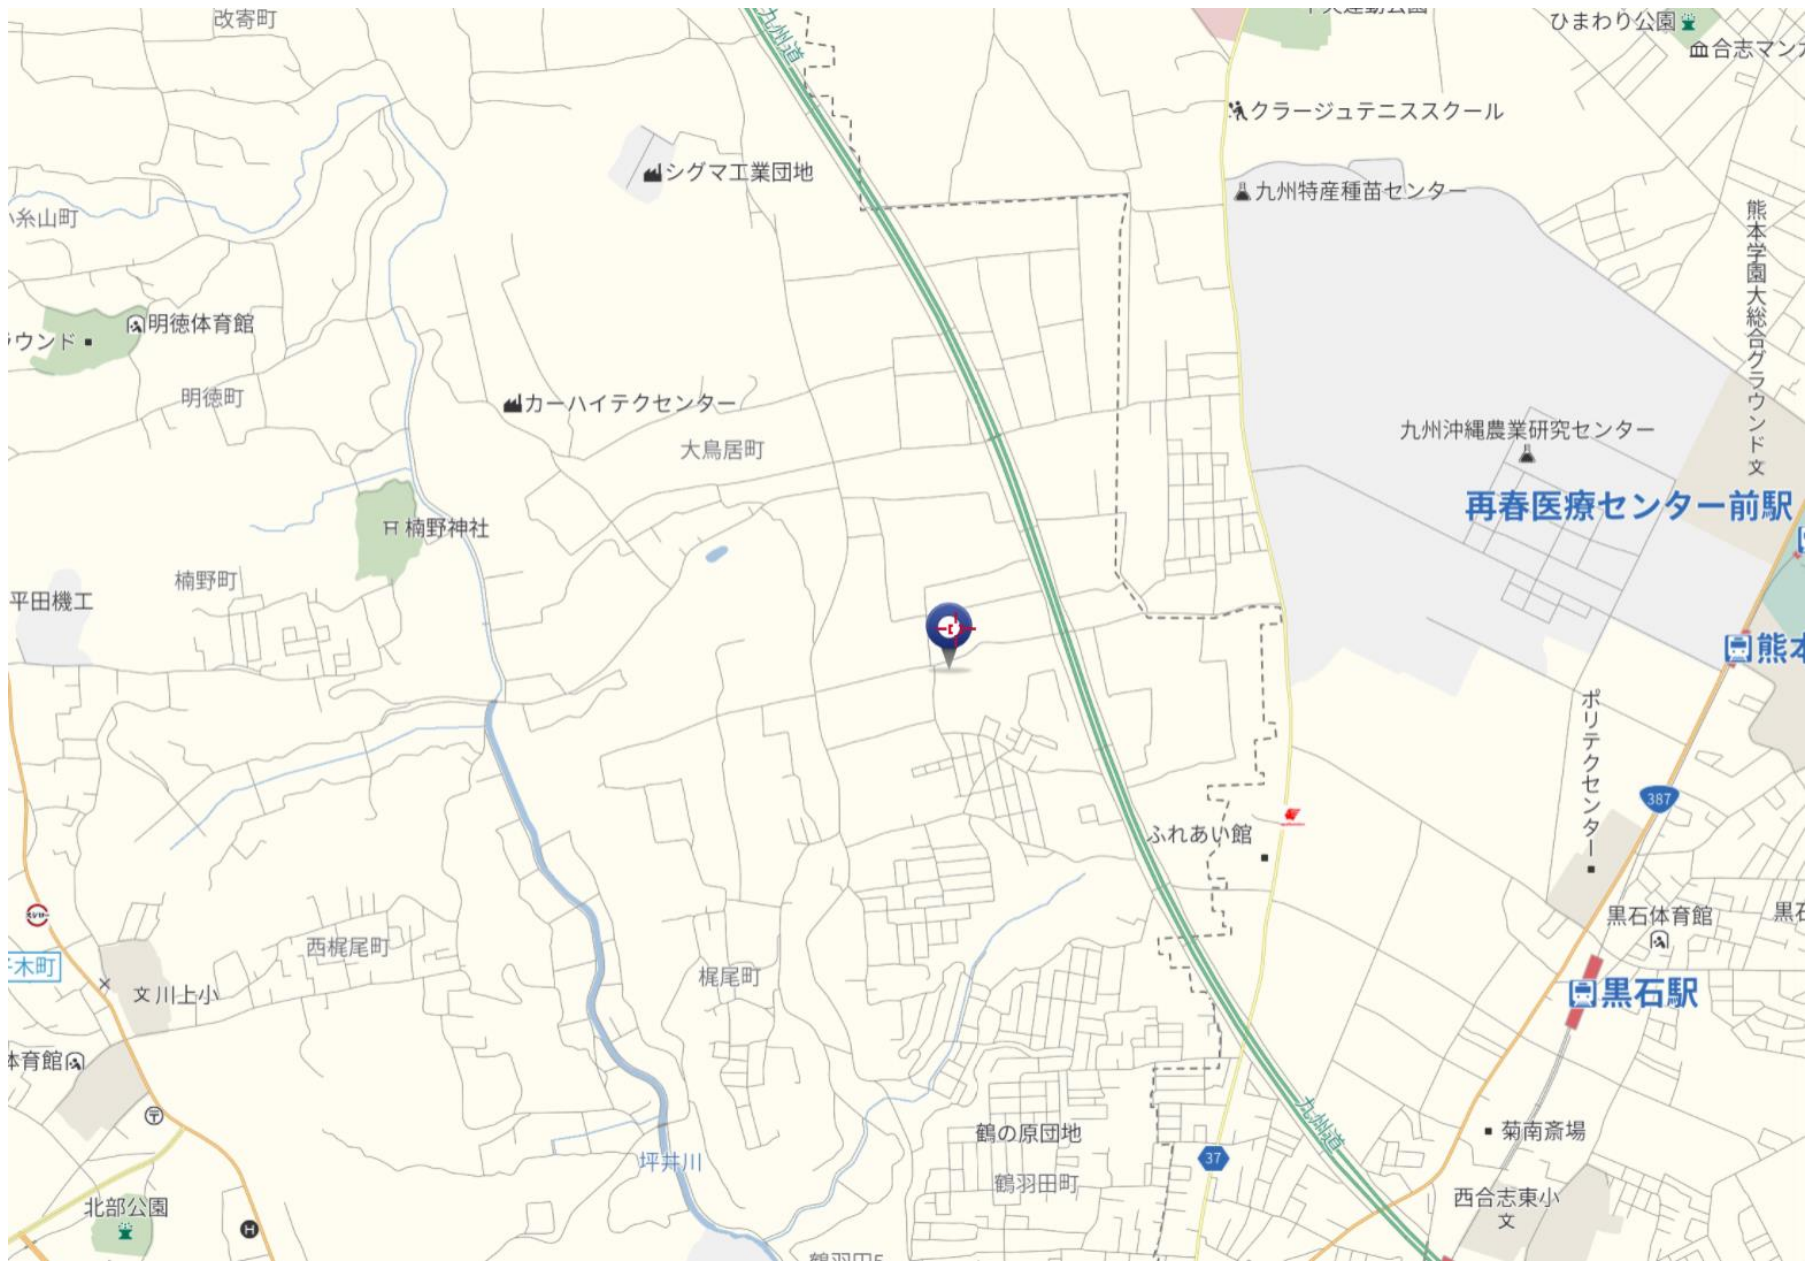 改寄町
九州道
ひまわり公園
クラージュテニススクール
シグマ工業団地
九州特産種苗センター
糸山町
熊本学園大総合グラウンド
文
明徳体育館
ウンド
明徳町
カーハイテクセンター
大鳥居町
九州沖縄農業研究センター
再春医療センター前駅
楠野神社
楠野町
平田機工
熊本
ポリテクセンター
387
ふれあい館
黒石体育館
西梶尾町
木町
梶尾町
文川上小
黒石駅
体育館
九州道
鶴の原団地
菊南斎場
37
坪井川
鶴羽田町
西合志東小
文
北部公園
H